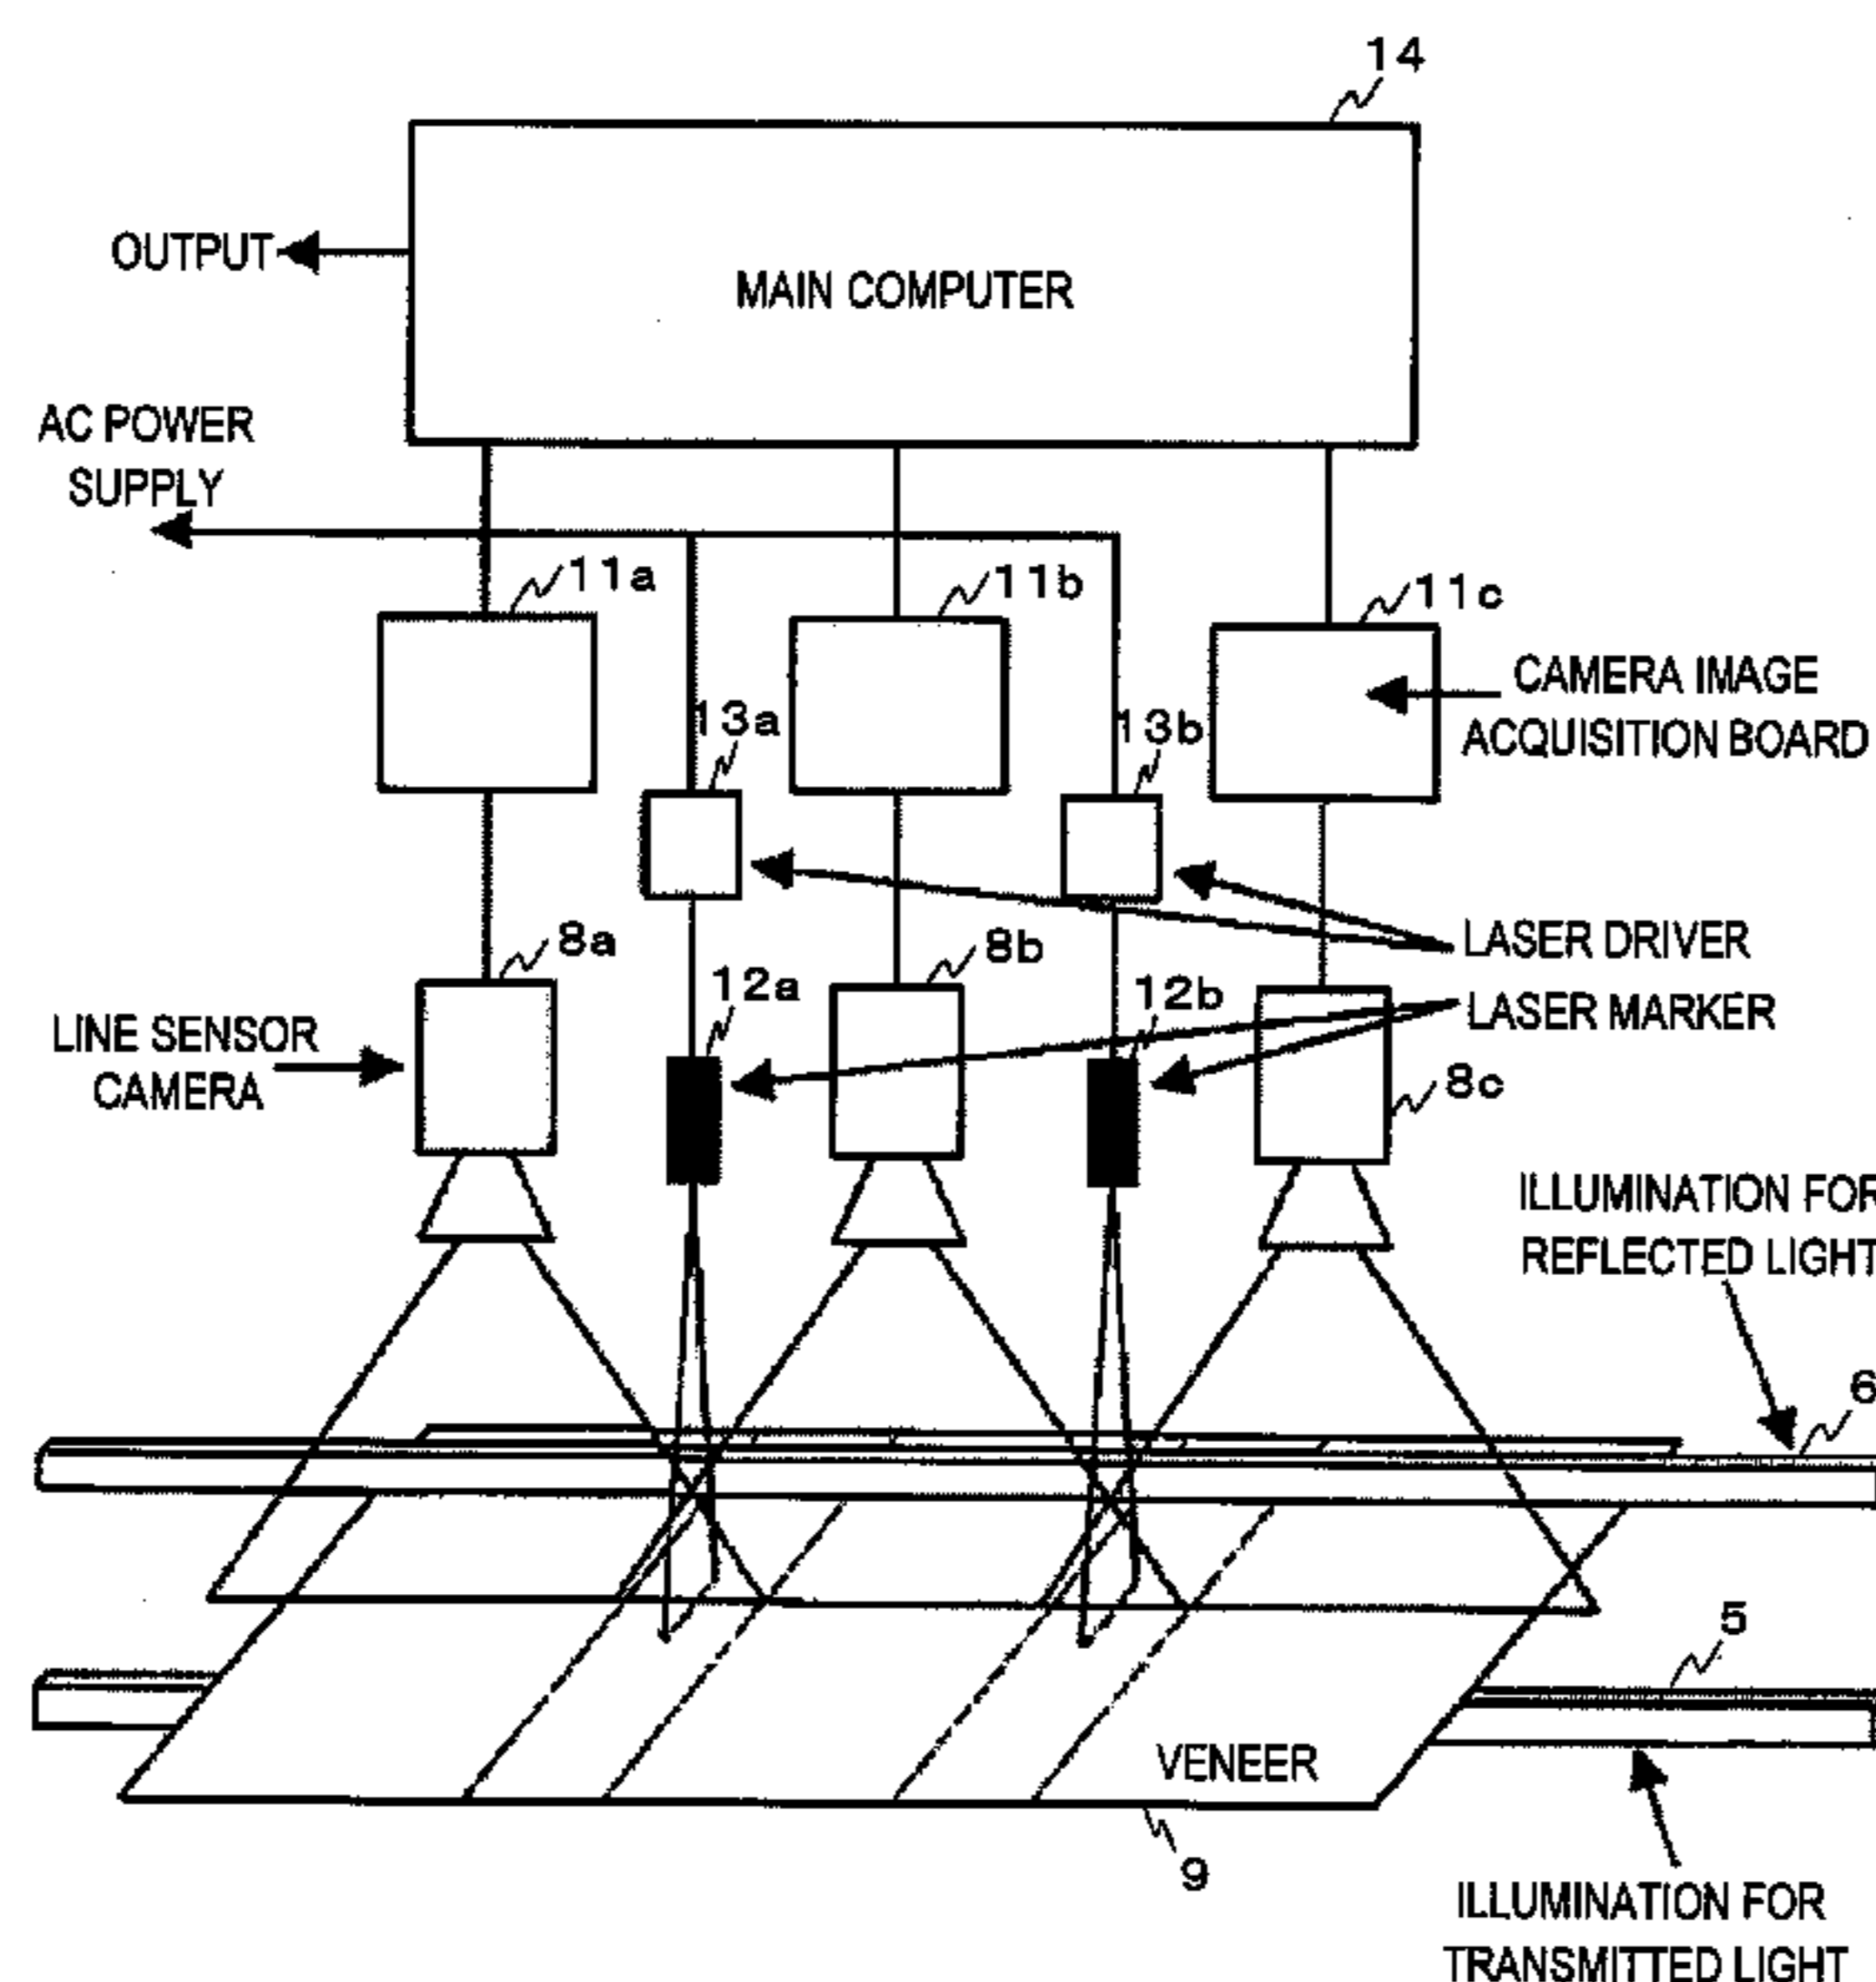 14
OUTPUT
MAIN COMPUTER
AC POWER
SUPPLY
11a
11b
11c
CAMERA IMAGE
ACQUISITION BOARD
13a
13b
LASER DRIVER
8a
8b
12a
12b
LASER MARKER
LINE SENSOR
CAMERA
8c
ILLUMINATION FOR
REFLECTED LIGHT
6
5
VENEER
9
ILLUMINATION FOR
TRANSMITTED LIGHT